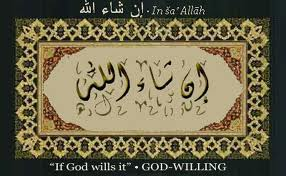 إن شاء الله · In ša' Allāh
إن شاء الله
“If God wills it” • GOD-WILLING